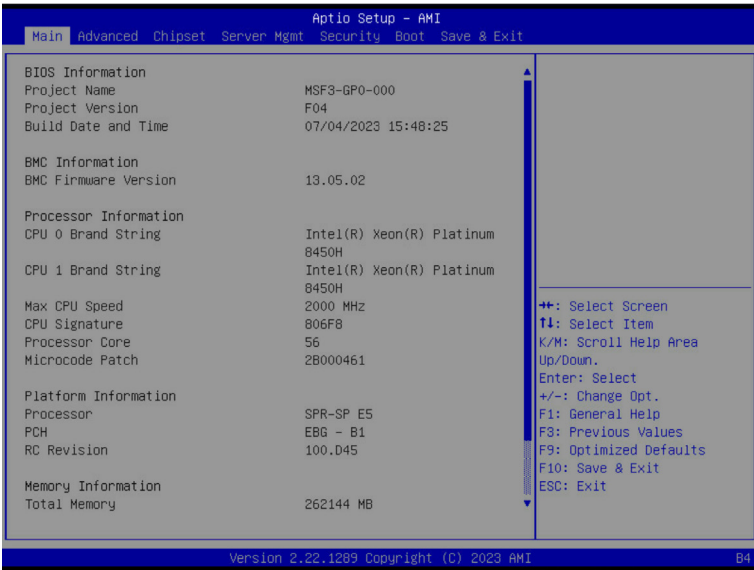 Aptio Setup - AMI
Main Advanced Chipset Server Mgmt Security Boot Save & Exit
BIOS Information
Project Name MSF3-GP0-000
Project Version F04
Build Date and Time 07/04/2023 15:48:25
BMC Information
BMC Firmware Version 13.05.02
Processor Information
CPU 0 Brand String Intel(R) Xeon(R) Platinum
8450H
CPU 1 Brand String Intel(R) Xeon(R) Platinum
8450H
Max CPU Speed 2000 MHz
CPU Signature 806F8
Processor Core 56
Microcode Patch 2B000461
Platform Information
Processor SPR-SP E5
PCH EBG - B1
RC Revision 100.D45
Memory Information
Total Memory 262144 MB
→←: Select Screen
↑↓: Select Item
K/M: Scroll Help Area
Up/Down.
Enter: Select
+/-: Change Opt.
F1: General Help
F3: Previous Values
F9: Optimized Defaults
F10: Save & Exit
ESC: Exit
Version 2.22.1289 Copyright (C) 2023 AMI
B4